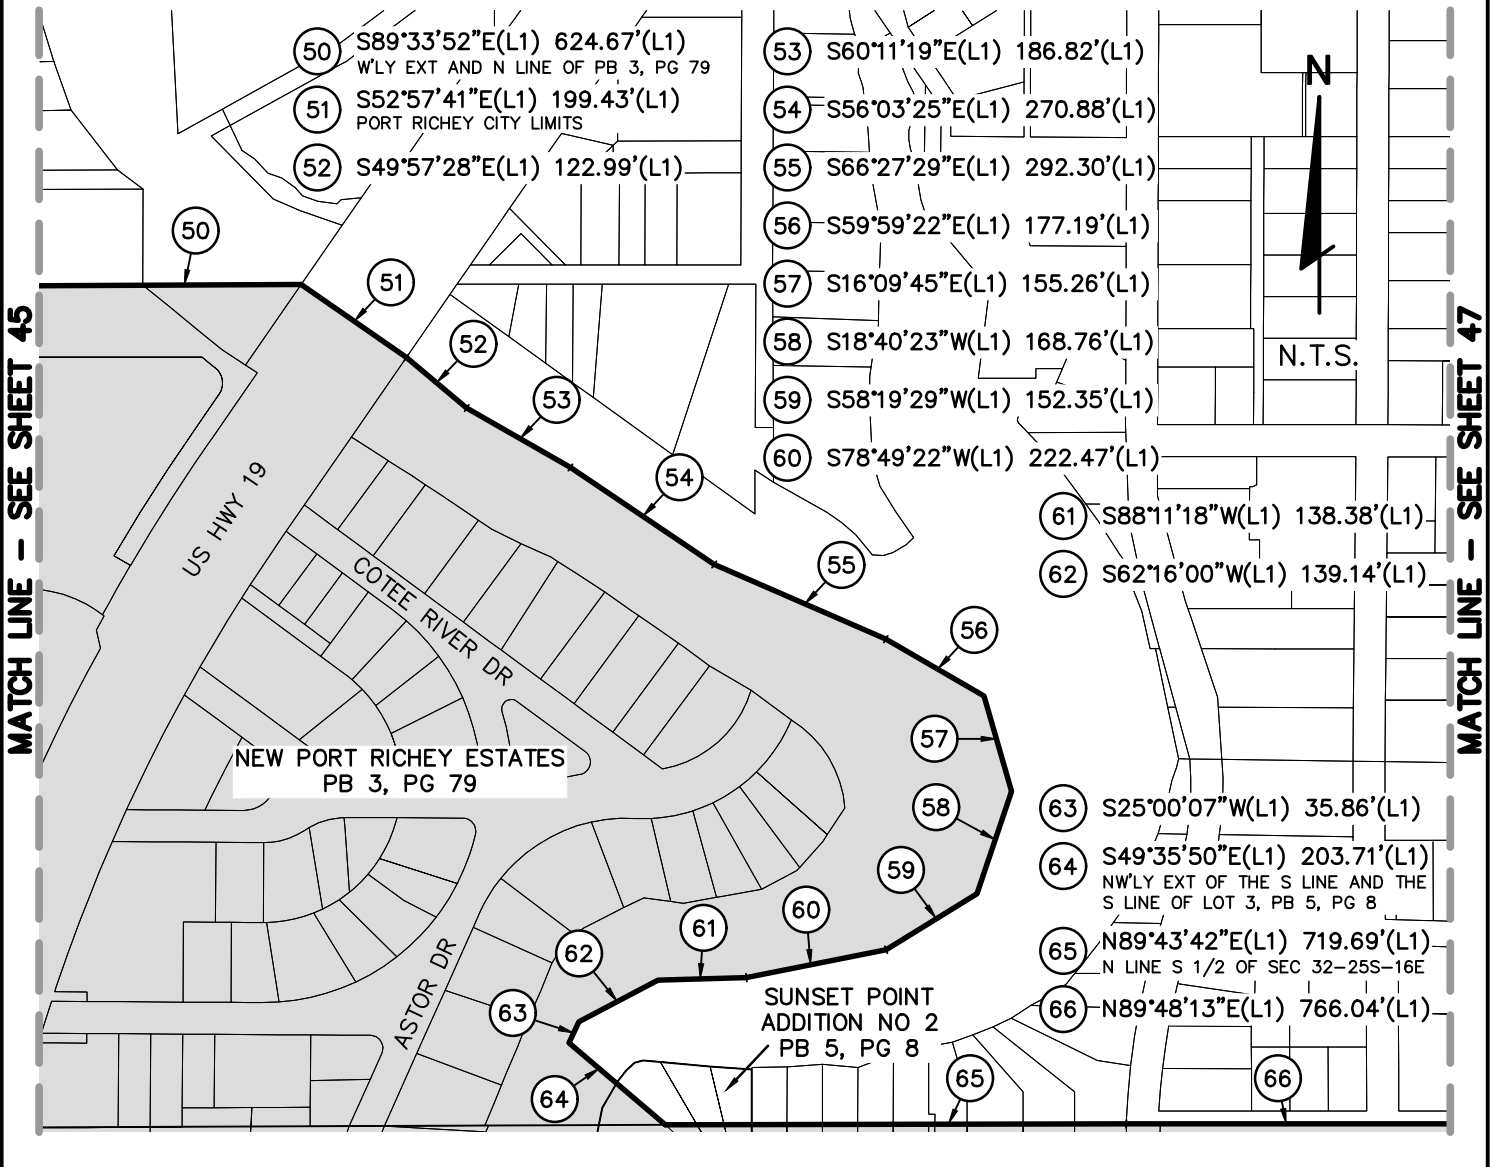 50 S89°33'52"E(L1) 624.67'(L1)
W'LY EXT AND N LINE OF PB 3, PG 79
51 S52°57'41"E(L1) 199.43'(L1)
PORT RICHEY CITY LIMITS
52 S49°57'28"E(L1) 122.99'(L1)
53 S60°11'19"E(L1) 186.82'(L1)
54 S56°03'25"E(L1) 270.88'(L1)
55 S66°27'29"E(L1) 292.30'(L1)
56 S59°59'22"E(L1) 177.19'(L1)
57 S16°09'45"E(L1) 155.26'(L1)
58 S18°40'23"W(L1) 168.76'(L1)
59 S58°19'29"W(L1) 152.35'(L1)
60 S78°49'22"W(L1) 222.47'(L1)
61 S88°11'18"W(L1) 138.38'(L1)
62 S62°16'00"W(L1) 139.14'(L1)
63 S25°00'07"W(L1) 35.86'(L1)
64 S49°35'50"E(L1) 203.71'(L1)
NW'LY EXT OF THE S LINE AND THE
S LINE OF LOT 3, PB 5, PG 8
65 N89°43'42"E(L1) 719.69'(L1)
N LINE S 1/2 OF SEC 32-25S-16E
66 N89°48'13"E(L1) 766.04'(L1)
N
N.T.S.
MATCH LINE - SEE SHEET 45
MATCH LINE - SEE SHEET 47
50
51
52
53
54
55
56
57
58
59
60
61
62
63
64
65
66
US HWY 19
COTEE RIVER DR
NEW PORT RICHEY ESTATES
PB 3, PG 79
ASTOR DR
SUNSET POINT
ADDITION NO 2
PB 5, PG 8